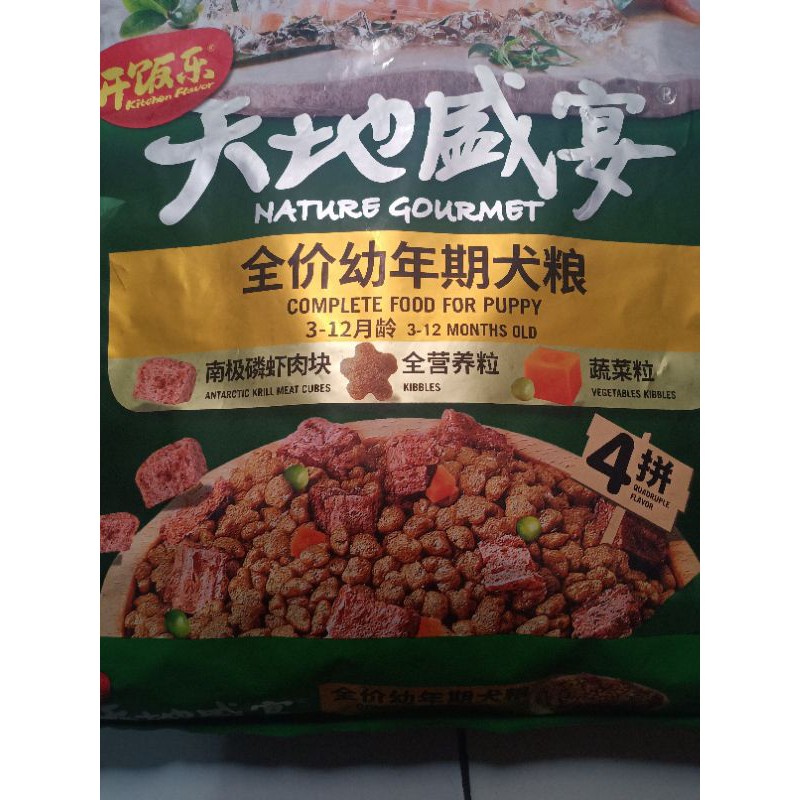 开饭乐®
Kitchen Flavor
天地盛宴®
NATURE GOURMET
全价幼年期犬粮
COMPLETE FOOD FOR PUPPY
3-12月龄 3-12 MONTHS OLD
南极磷虾肉块
ANTARCTIC KRILL MEAT CUBES
全营养粒
KIBBLES
蔬菜粒
VEGETABLES KIBBLES
4拼
QUADRUPLE
FLAVOR
全价幼年期犬粮